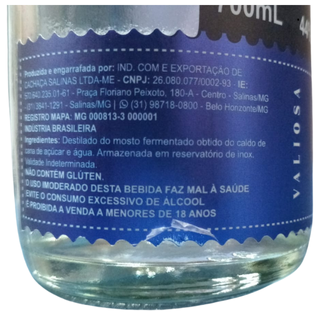 700mL 44
Produzida e engarrafada por: IND. COM E EXPORTAÇÃO DE
CACHAÇA SALINAS LTDA-ME - CNPJ: 26.080.077/0002-93 - IE:
Praça Floriano Peixoto, 180-A - Centro - Salinas/MG
3841-1291 - Salinas/MG | (31) 98718-0800 - Belo Horizonte/MG
REGISTRO MAPA: MG 000813-3 000001
INDÚSTRIA BRASILEIRA
Ingredientes: Destilado do mosto fermentado obtido do caldo de
cana de açúcar e água. Armazenada em reservatório de inox.
Validade Indeterminada.
NÃO CONTÉM GLÚTEN.
O USO IMODERADO DESTA BEBIDA FAZ MAL À SAÚDE
EVITE O CONSUMO EXCESSIVO DE ÁLCOOL
É PROIBIDA A VENDA A MENORES DE 18 ANOS
VALIOSA